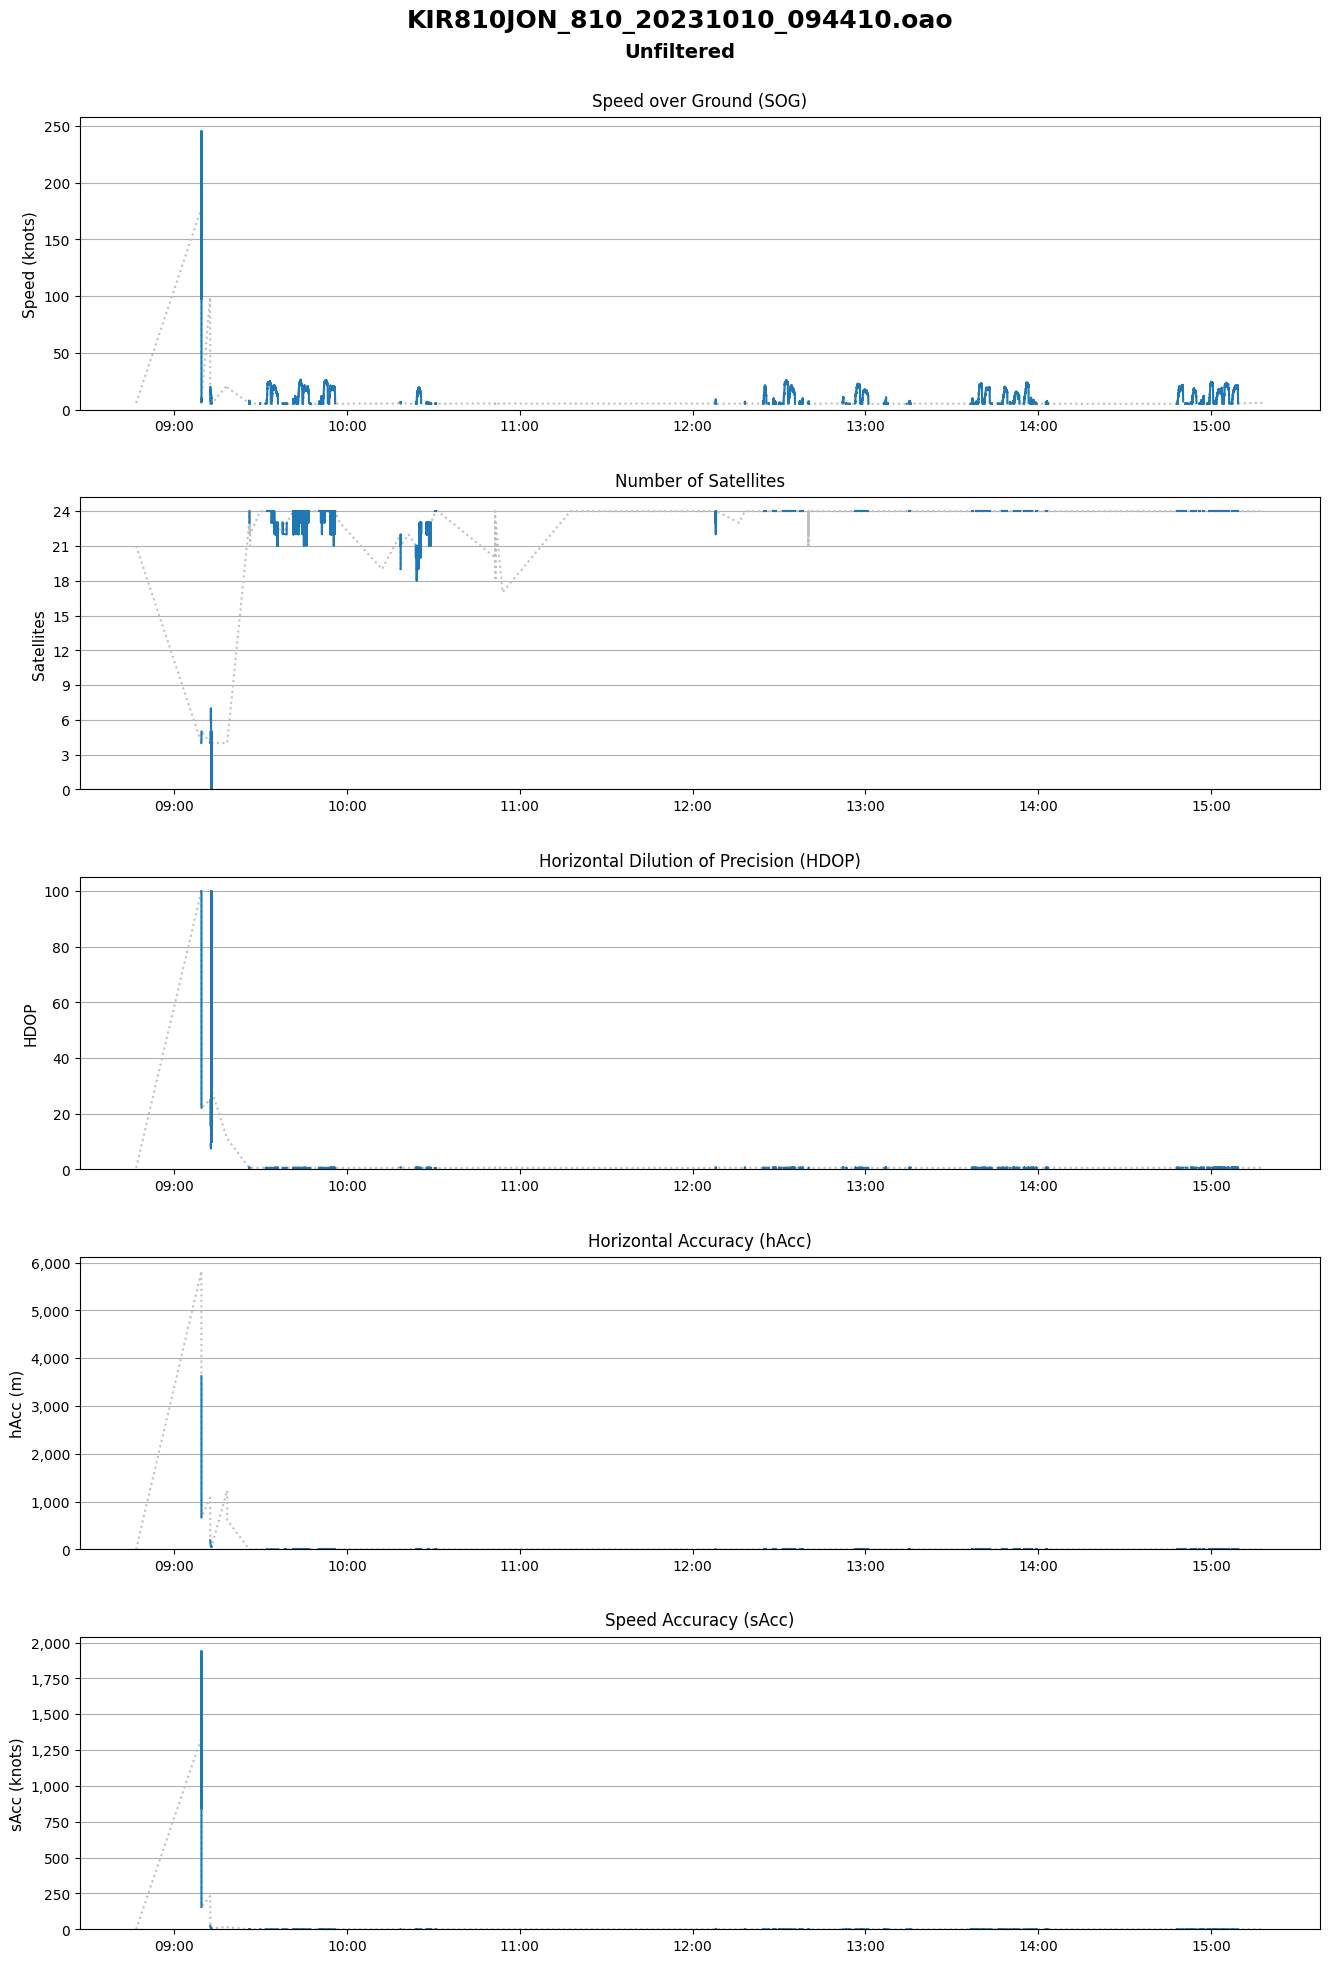 KIR810JON_810_20231010_094410.oao
Unfiltered
Speed over Ground (SOG)
250
200
150
100
50
0
Speed (knots)
09:00 10:00 11:00 12:00 13:00 14:00 15:00
Number of Satellites
24
21
18
15
12
9
6
3
0
Satellites
09:00 10:00 11:00 12:00 13:00 14:00 15:00
Horizontal Dilution of Precision (HDOP)
100
80
60
40
20
0
HDOP
09:00 10:00 11:00 12:00 13:00 14:00 15:00
Horizontal Accuracy (hAcc)
6,000
5,000
4,000
3,000
2,000
1,000
0
hAcc (m)
09:00 10:00 11:00 12:00 13:00 14:00 15:00
Speed Accuracy (sAcc)
2,000
1,750
1,500
1,250
1,000
750
500
250
0
sAcc (knots)
09:00 10:00 11:00 12:00 13:00 14:00 15:00